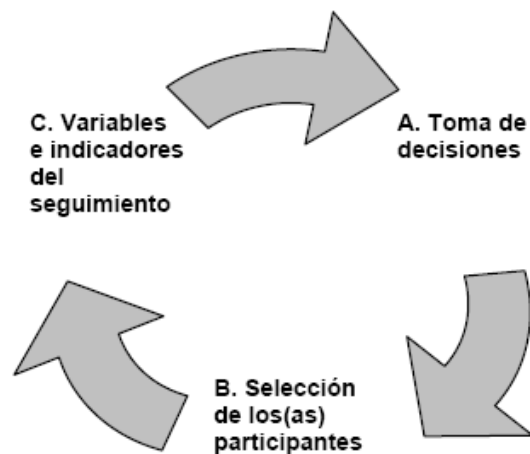 C. Variables
e indicadores
del
seguimiento
A. Toma de
decisiones
B. Selección
de los(as)
participantes